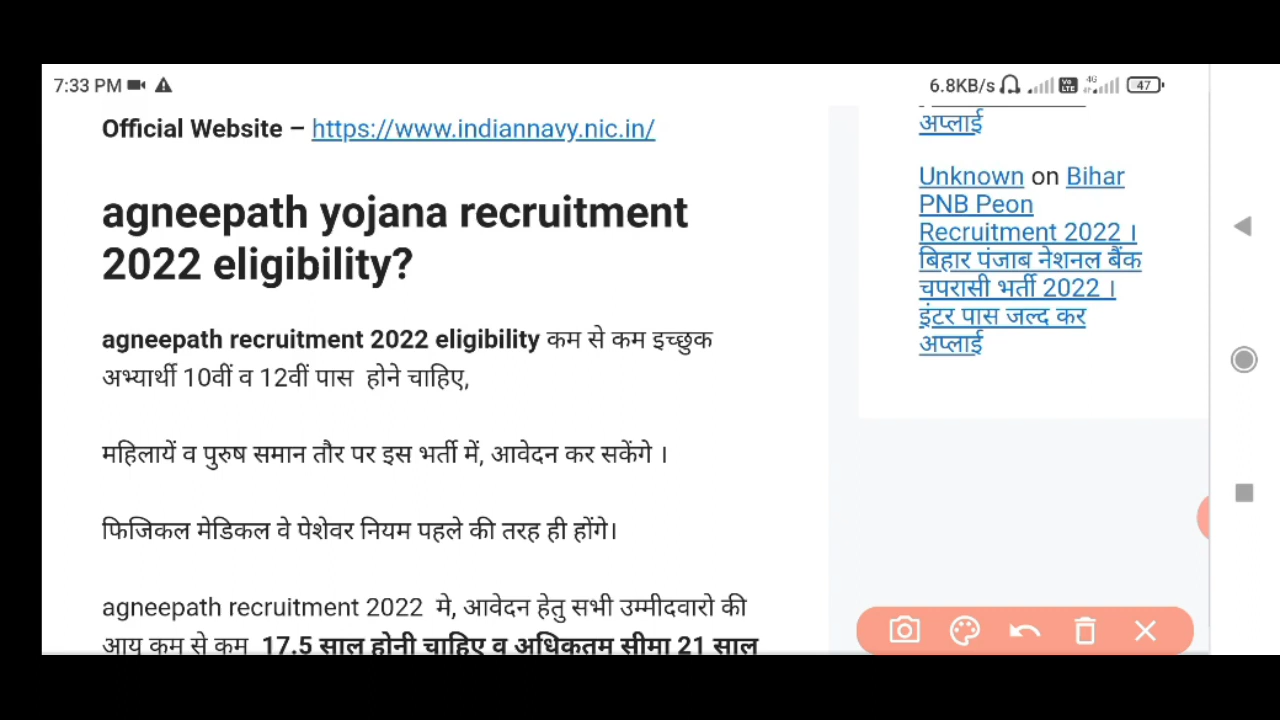 7:33 PM
6.8KB/s
Vo LTE
4G
47
Official Website – https://www.indiannavy.nic.in/
agneepath yojana recruitment
2022 eligibility?
agneepath recruitment 2022 eligibility कम से कम इच्छुक
अभ्यार्थी 10वीं व 12वीं पास होने चाहिए,
महिलायें व पुरुष समान तौर पर इस भर्ती में, आवेदन कर सकेंगे ।
फिजिकल मेडिकल वे पेशेवर नियम पहले की तरह ही होंगे।
agneepath recruitment 2022 मे, आवेदन हेतु सभी उम्मीदवारो की
आयु कम से कम 17.5 साल होनी चाहिए व अधिकतम सीमा 21 साल
अप्लाई
Unknown on Bihar
PNB Peon
Recruitment 2022 ।
बिहार पंजाब नेशनल बैंक
चपरासी भर्ती 2022 ।
इंटर पास जल्द कर
अप्लाई